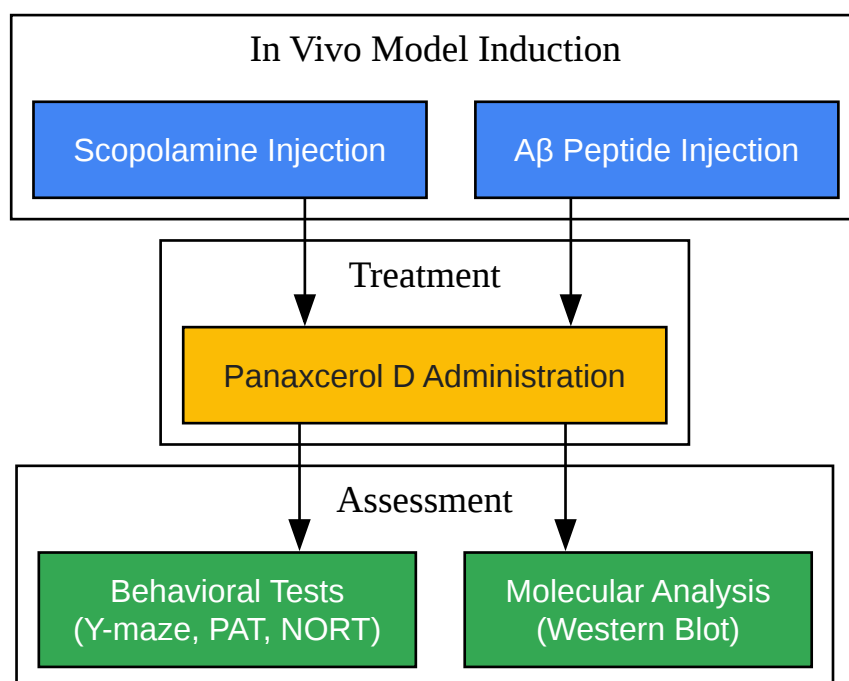 In Vivo Model Induction
Scopolamine Injection
Aβ Peptide Injection
Treatment
Panaxcerol D Administration
Assessment
Behavioral Tests
(Y-maze, PAT, NORT)
Molecular Analysis
(Western Blot)